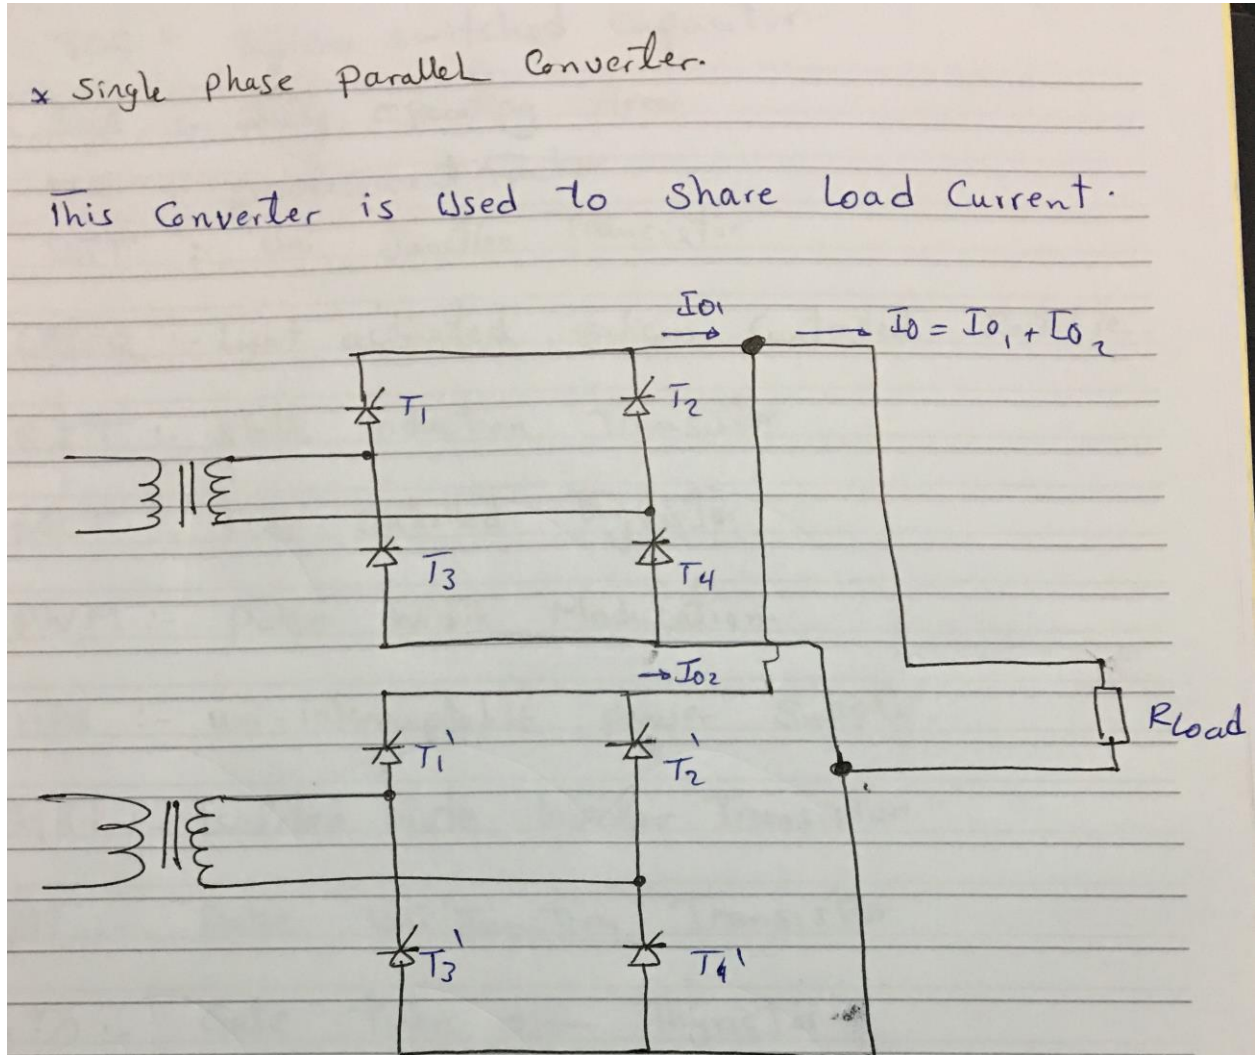 * Single phase parallel Converter.
This Converter is Used to Share Load Current.
Io1
Io = Io1 + Io2
T1
T2
T3
T4
Io2
RLoad
T1'
T2'
T3'
T4'